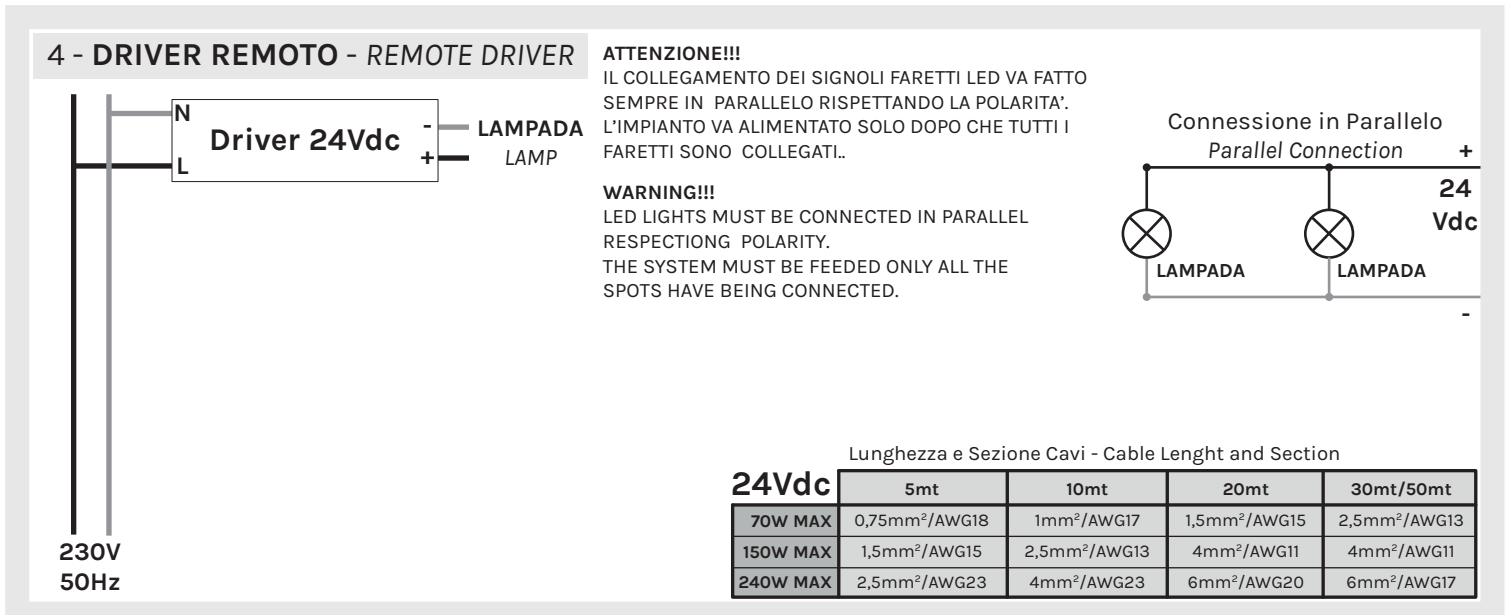 4 - DRIVER REMOTO - REMOTE DRIVER
N
L
Driver 24Vdc
-
+
LAMPADA
LAMP
230V
50Hz
ATTENZIONE!!!
IL COLLEGAMENTO DEI SIGNOLI FARETTI LED VA FATTO
SEMPRE IN PARALLELO RISPETTANDO LA POLARITA'.
L'IMPIANTO VA ALIMENTATO SOLO DOPO CHE TUTTI I
FARETTI SONO COLLEGATI..
WARNING!!!
LED LIGHTS MUST BE CONNECTED IN PARALLEL
RESPECTIONG POLARITY.
THE SYSTEM MUST BE FEEDED ONLY ALL THE
SPOTS HAVE BEING CONNECTED.
Connessione in Parallelo
Parallel Connection
+
24
Vdc
LAMPADA LAMPADA
-
Lunghezza e Sezione Cavi - Cable Lenght and Section
24Vdc 5mt 10mt 20mt 30mt/50mt
70W MAX 0,75mm²/AWG18 1mm²/AWG17 1,5mm²/AWG15 2,5mm²/AWG13
150W MAX 1,5mm²/AWG15 2,5mm²/AWG13 4mm²/AWG11 4mm²/AWG11
240W MAX 2,5mm²/AWG23 4mm²/AWG23 6mm²/AWG20 6mm²/AWG17